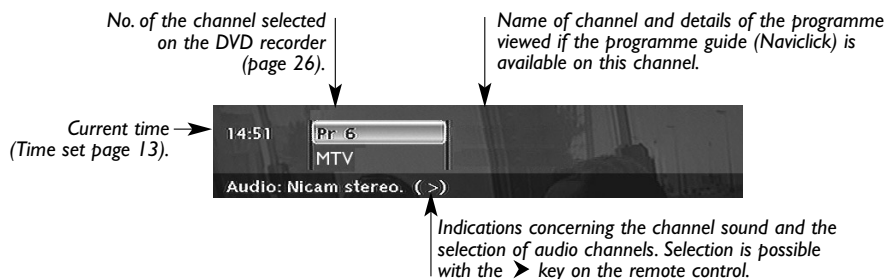 No. of the channel selected
on the DVD recorder
(page 26).
Name of channel and details of the programme
viewed if the programme guide (Naviclick) is
available on this channel.
Current time
(Time set page 13).
14:51
Pr 6
MTV
Audio: Nicam stereo. ( >)
Indications concerning the channel sound and the
selection of audio channels. Selection is possible
with the > key on the remote control.